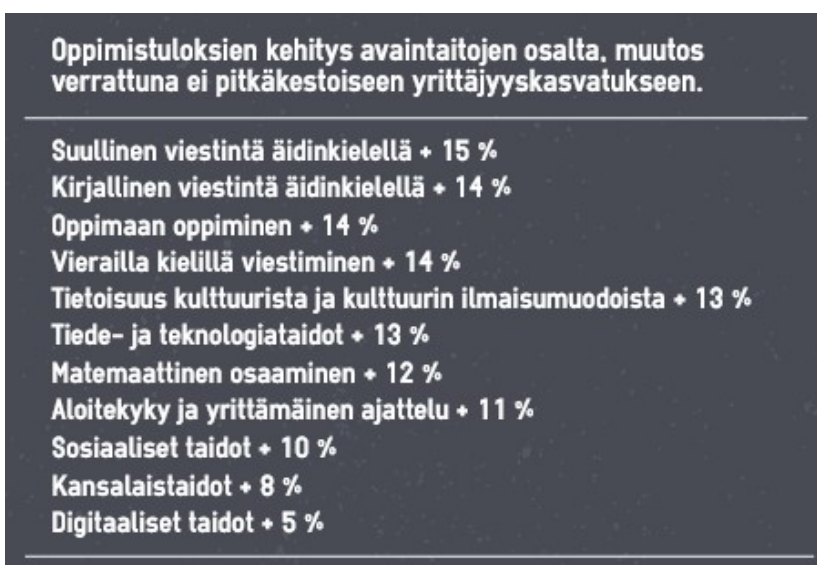 Oppimistuloksien kehitys avaintaitojen osalta, muutos
verrattuna ei pitkäkestoiseen yrittäjyyskasvatukseen.
Suullinen viestintä äidinkielellä + 15 %
Kirjallinen viestintä äidinkielellä + 14 %
Oppimaan oppiminen + 14 %
Vierailla kielillä viestiminen + 14 %
Tietoisuus kulttuurista ja kulttuurin ilmaisumuodoista + 13 %
Tiede- ja teknologiataidot + 13 %
Matemaattinen osaaminen + 12 %
Aloitekyky ja yrittämäinen ajattelu + 11 %
Sosiaaliset taidot + 10 %
Kansalaistaidot + 8 %
Digitaaliset taidot + 5 %